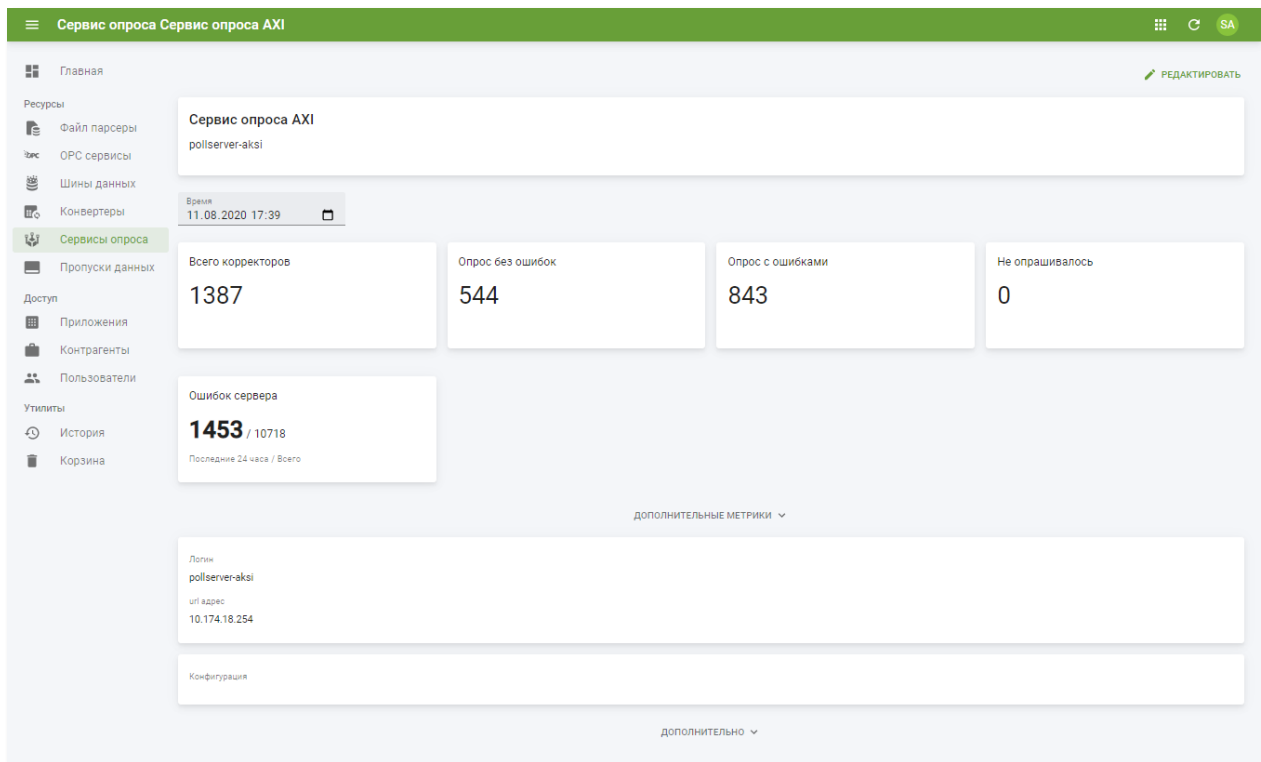 Сервис опроса Сервис опроса AXI
SA
Главная
РЕДАКТИРОВАТЬ
Ресурсы
Файл парсеры
OPC
OPC сервисы
Шины данных
Конвертеры
Сервисы опроса
Пропуски данных
Доступ
Приложения
Контрагенты
Пользователи
Утилиты
История
Корзина
Сервис опроса AXI
pollserver-aksi
Время
11.08.2020 17:39
Всего корректоров
1387
Опрос без ошибок
544
Опрос с ошибками
843
Не опрашивалось
0
Ошибок сервера
1453 / 10718
Последние 24 часа / Всего
ДОПОЛНИТЕЛЬНЫЕ МЕТРИКИ
Логин
pollserver-aksi
url адрес
10.174.18.254
Конфигурация
ДОПОЛНИТЕЛЬНО